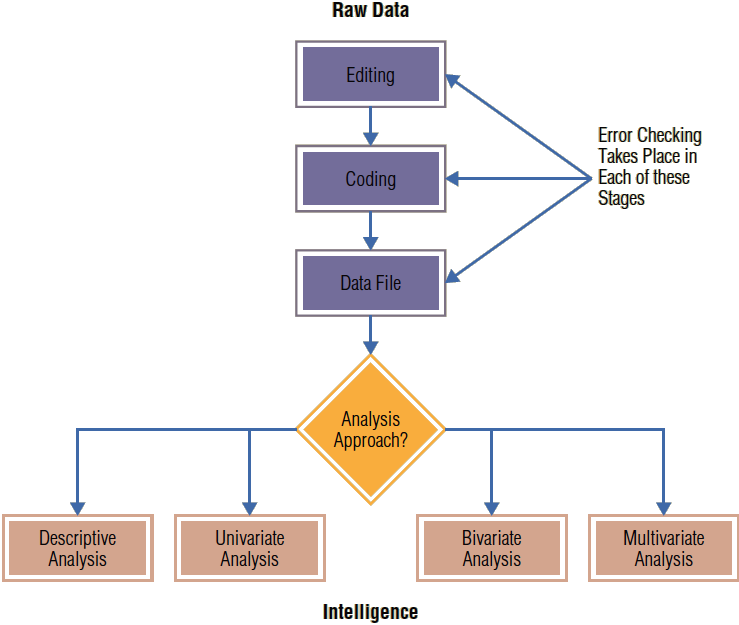 Raw Data
Editing
Error Checking
Takes Place in
Each of these
Stages
Coding
Data File
Analysis
Approach?
Descriptive
Analysis
Univariate
Analysis
Bivariate
Analysis
Multivariate
Analysis
Intelligence